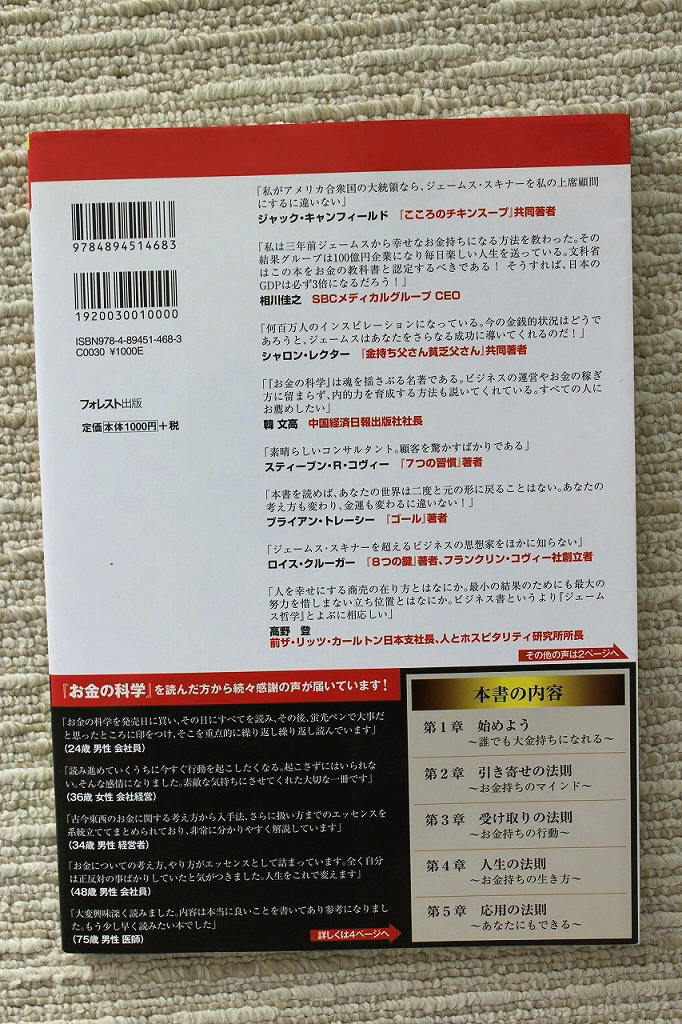 9784894514683
1920030010000
ISBN978-4-89451-468-3
C0030 ¥1000E
フォレスト出版
定価 本体1000円 +税
「私がアメリカ合衆国の大統領なら、ジェームス・スキナーを私の上席顧問
にするに違いない」
ジャック・キャンフィールド 『こころのチキンスープ』共同著者
「私は三年前ジェームスから幸せなお金持ちになる方法を教わった。その
結果グループは100億円企業になり毎日楽しい人生を送っている。文科省
はこの本をお金の教科書と認定するべきである！ そうすれば、日本の
GDPは必ず3倍になるだろう！」
相川佳之 SBCメディカルグループ CEO
「何百万人のインスピレーションになっている。今の金銭的状況はどうで
あろうと、ジェームスはあなたをさらなる成功に導いてくれるのだ！」
シャロン・レクター 『金持ち父さん貧乏父さん』共同著者
「『お金の科学』は魂を揺さぶる名著である。ビジネスの運営やお金の稼ぎ
方に留まらず、内的力を育成する方法も説いてくれている。すべての人に
お薦めしたい」
韓 文高 中国経済日報出版社社長
「素晴らしいコンサルタント。顧客を驚かすばかりである」
スティーブン・R・コヴィー 『7つの習慣』著者
「本書を読めば、あなたの世界は二度と元の形に戻ることはない。あなたの
考え方も変わり、金運も変わるに違いない！」
ブライアン・トレーシー 『ゴール』著者
「ジェームス・スキナーを超えるビジネスの思想家をほかに知らない」
ロイス・クルーガー 『8つの鍵』著者、フランクリン・コヴィー社創立者
「人を幸せにする商売の在り方とはなにか。最小の結果のためにも最大の
努力を惜しまない立ち位置とはなにか。ビジネス書というより『ジェーム
ス哲学』とよぶに相応しい」
高野 登
前ザ・リッツ・カールトン日本支社長、人とホスピタリティ研究所所長
その他の声は2ページへ
『お金の科学』を読んだ方から続々感謝の声が届いています！
「お金の科学を発売日に買い、その日にすべてを読み、その後、蛍光ペンで大事だ
と思ったところに印をつけ、そこを重点的に繰り返し繰り返し読んでいます」
(24歳 男性 会社員)
「読み進めていくうちに今すぐ行動を起こしたくなる。起こさずにはいられな
い。そんな感情になりました。素敵な気持ちにさせてくれた大切な一冊です」
(36歳 女性 会社経営)
「古今東西のお金に関する考え方から入手法、さらに扱い方までのエッセンスを
系統立ててまとめられており、非常に分かりやすく解説しています」
(34歳 男性 経営者)
「お金についての考え方、やり方がエッセンスとして詰まっています。全く自分
は正反対の事ばかりしていたと気がつきました。人生をこれで変えます」
(48歳 男性 会社員)
「大変興味深く読みました。内容は本当に良いことを書いてあり参考になりまし
た。もう少し早く読みたい本でした」
(75歳 男性 医師)
詳しくは4ページへ
本書の内容
第1章 始めよう
〜誰でも大金持ちになれる〜
第2章 引き寄せの法則
〜お金持ちのマインド〜
第3章 受け取りの法則
〜お金持ちの行動〜
第4章 人生の法則
〜お金持ちの生き方〜
第5章 応用の法則
〜あなたにもできる〜